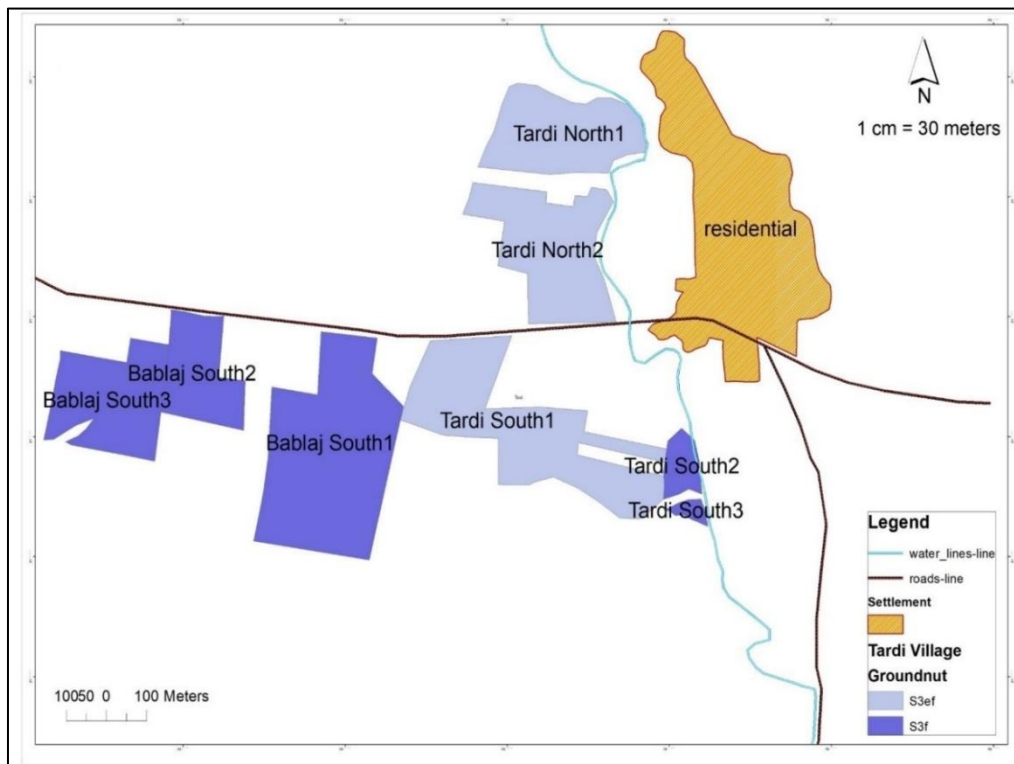 N
1 cm = 30 meters
Tardi North1
residential
Tardi North2
Bablaj South2
Bablaj South3
Tardi South1
Bablaj South1
Tardi South2
Tardi South3
Legend
water_lines-line
roads-line
Settlement
Tardi Village
Groundnut
S3ef
S3f
10050 0 100 Meters